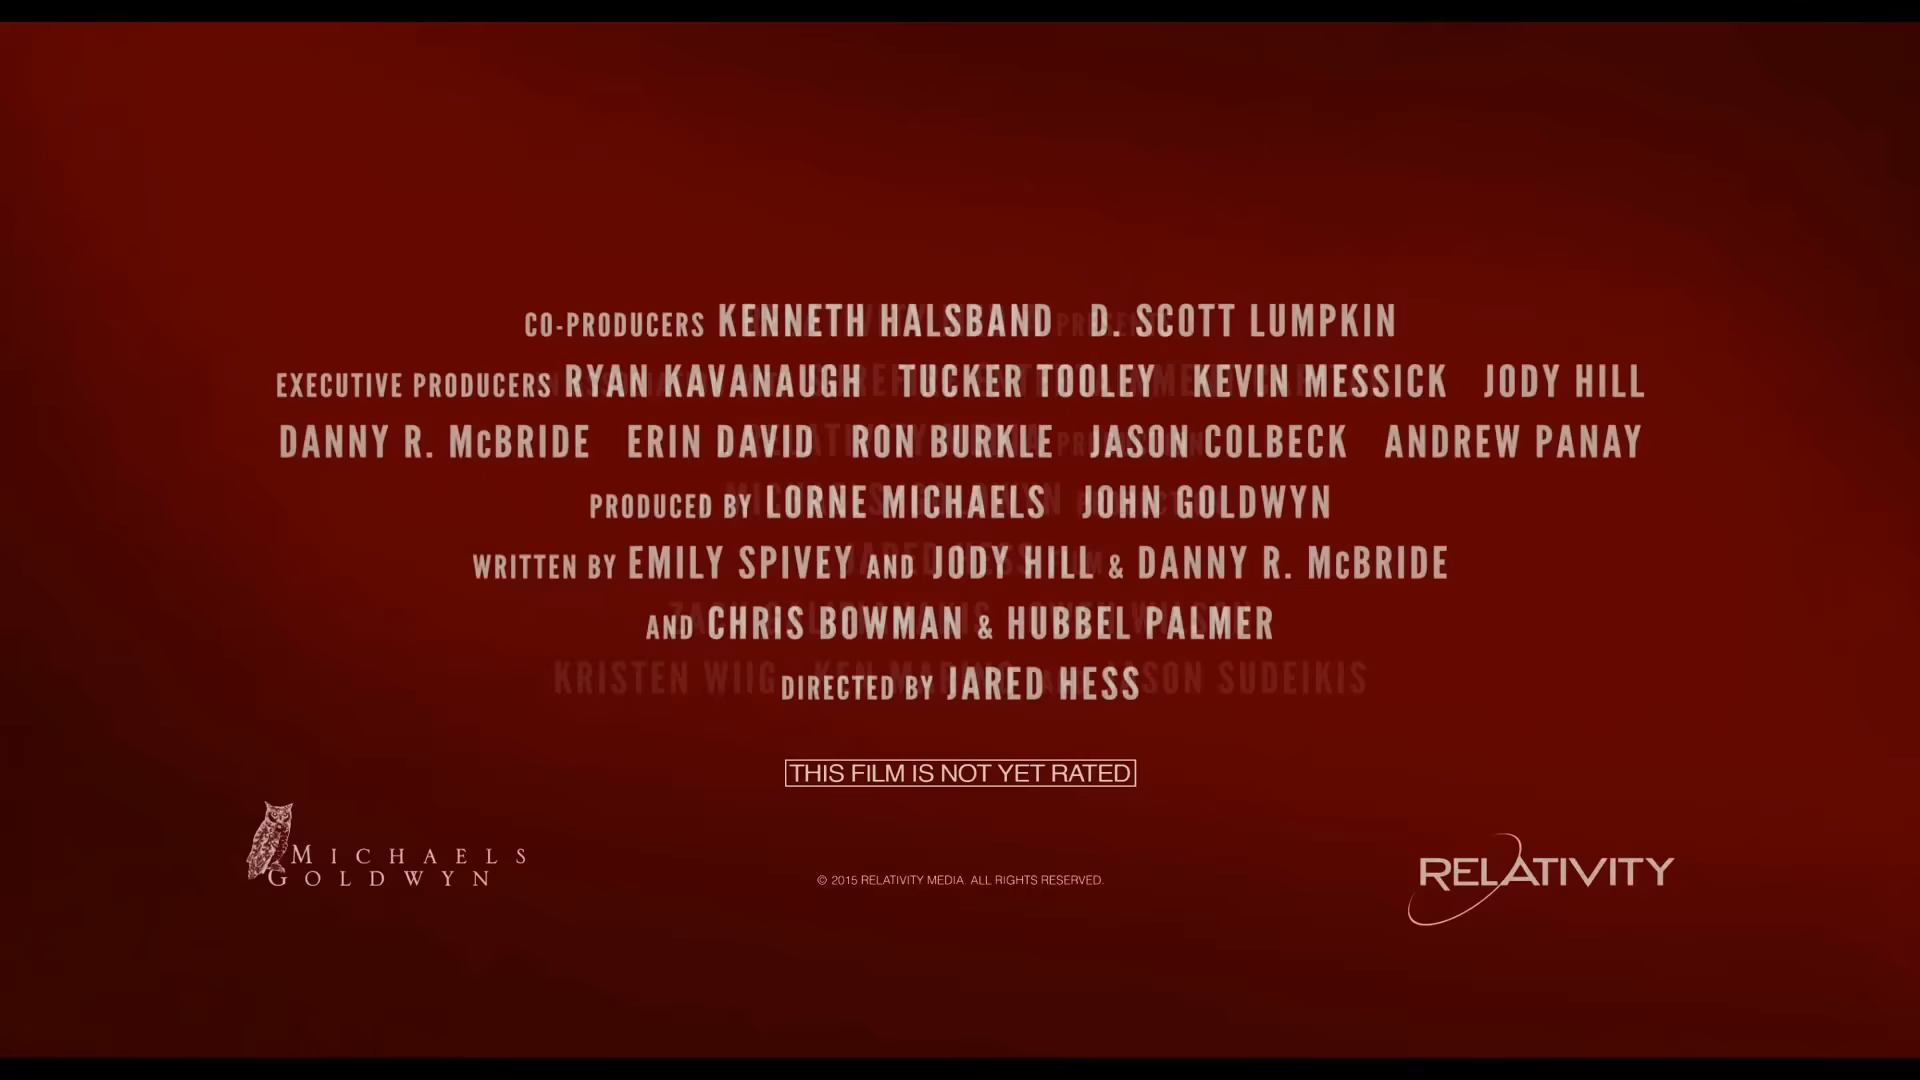 CO-PRODUCERS KENNETH HALSBAND D. SCOTT LUMPKIN
EXECUTIVE PRODUCERS RYAN KAVANAUGH TUCKER TOOLEY KEVIN MESSICK JODY HILL
DANNY R. McBRIDE ERIN DAVID RON BURKLE JASON COLBECK ANDREW PANAY
PRODUCED BY LORNE MICHAELS JOHN GOLDWYN
WRITTEN BY EMILY SPIVEY AND JODY HILL & DANNY R. McBRIDE
AND CHRIS BOWMAN & HUBBEL PALMER
KRISTEN WIIG SUDEIKIS
DIRECTED BY JARED HESS
THIS FILM IS NOT YET RATED
MICHAELS
GOLDWYN
© 2015 RELATIVITY MEDIA. ALL RIGHTS RESERVED.
RELATIVITY